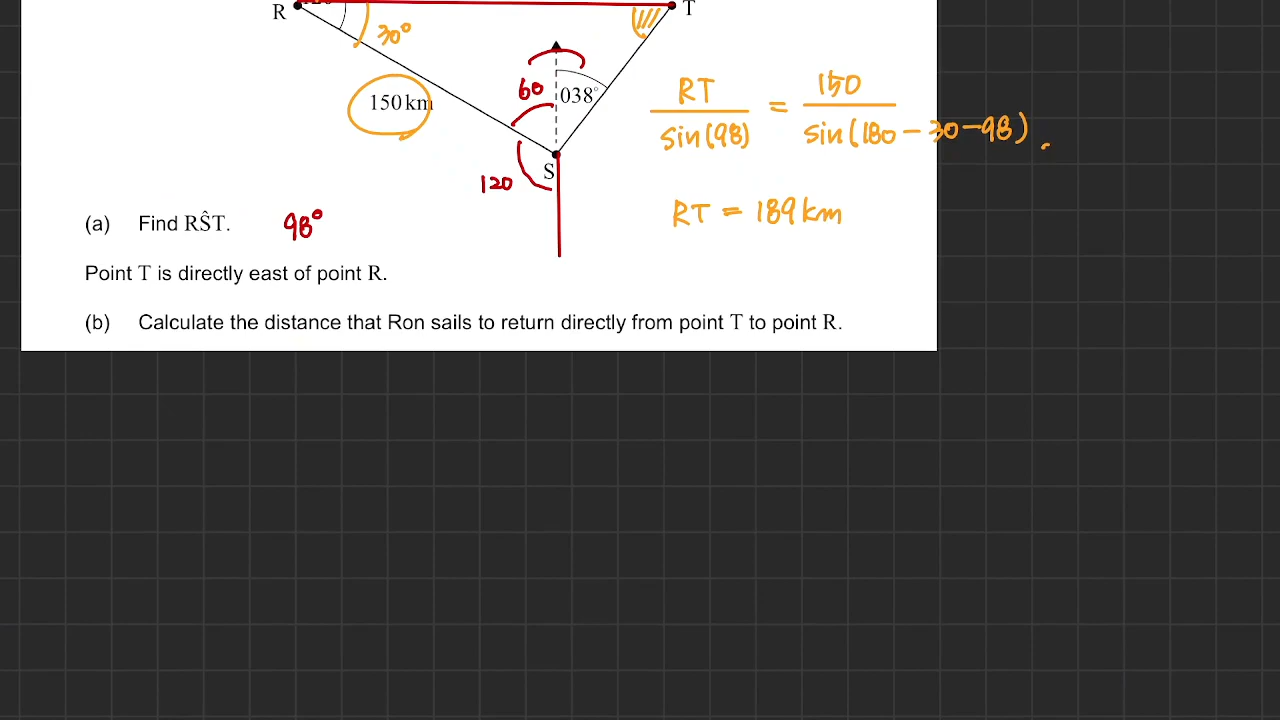 R
T
30°
150 km
60
038°
S
120
RT / sin(98) = 150 / sin(180 - 30 - 98).
RT = 189 km
(a) Find RŜT. 98°
Point T is directly east of point R.
(b) Calculate the distance that Ron sails to return directly from point T to point R.